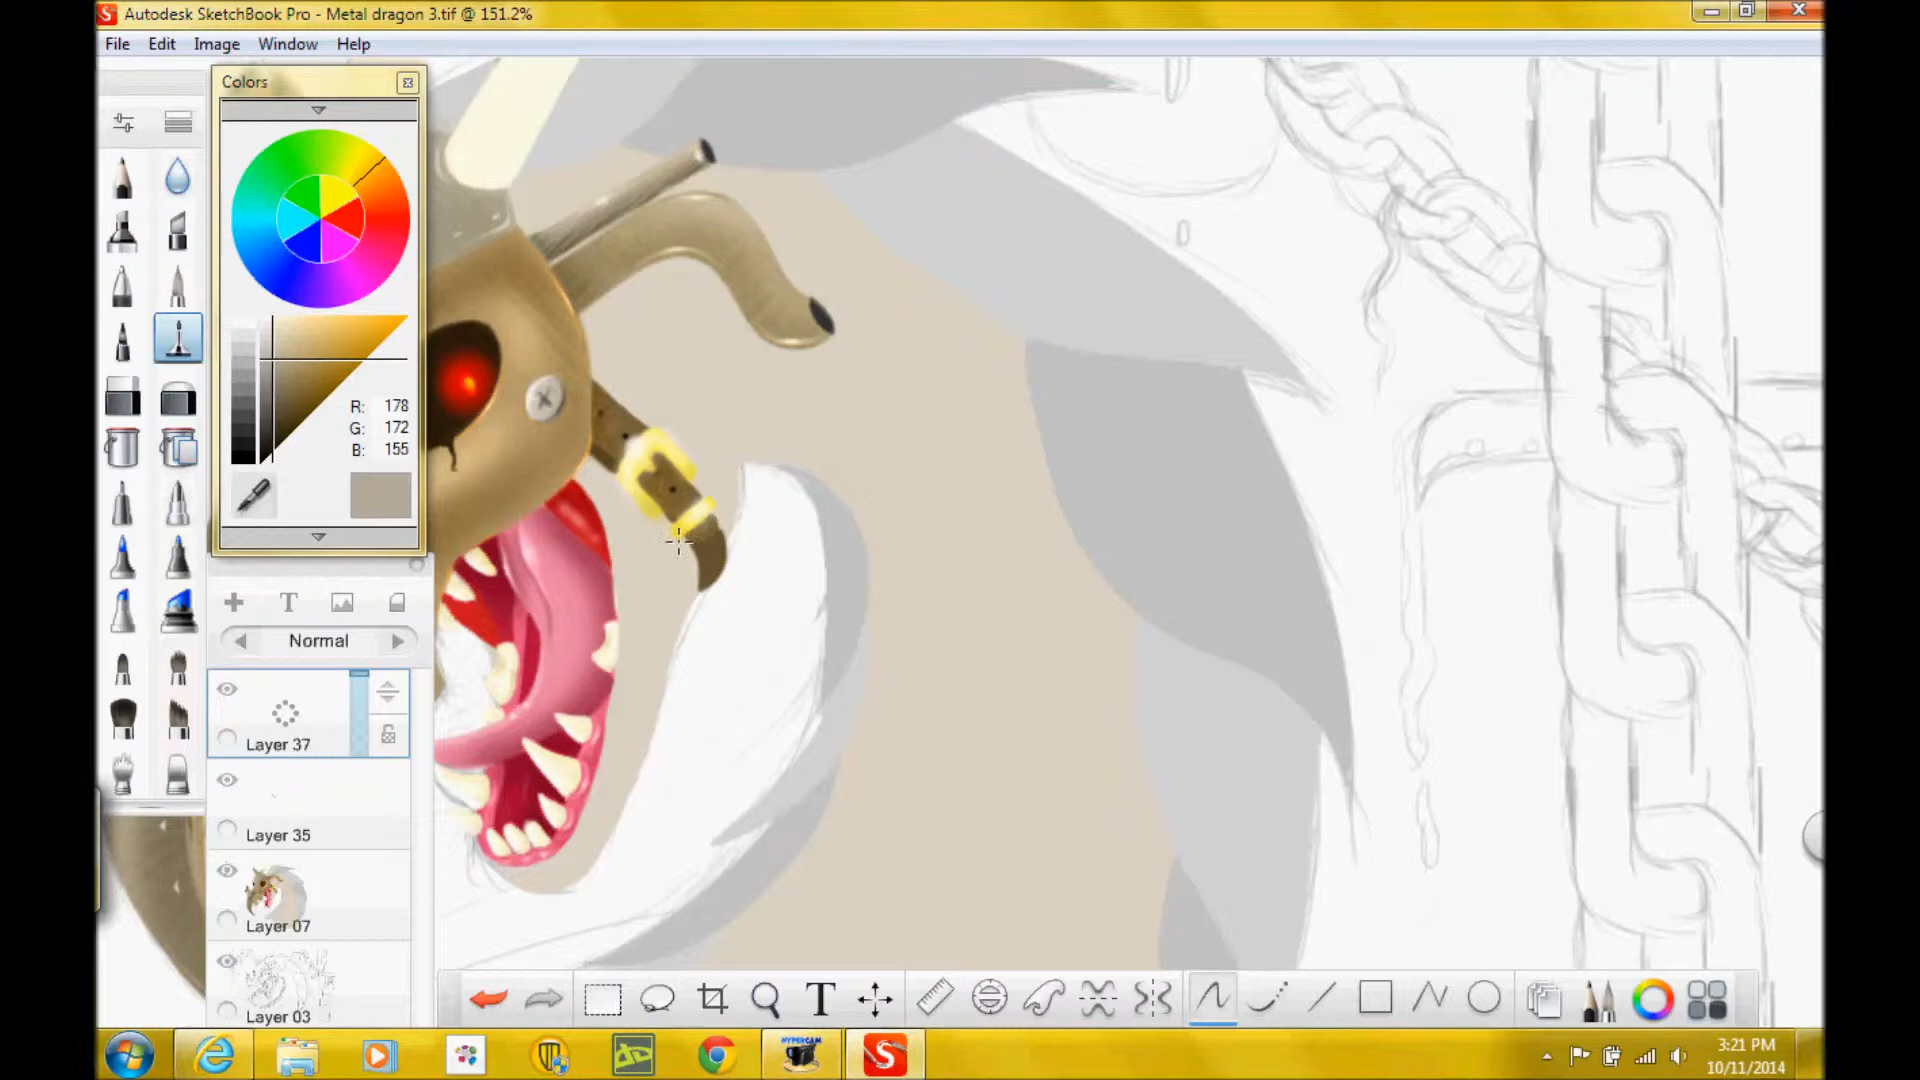 Autodesk SketchBook Pro - Metal dragon 3.tif @ 151.2%
File Edit Image Window Help
Colors
R: 178
G: 172
B: 155
T
Normal
Layer 37
Layer 35
Layer 07
Layer 03
T
HYPERCAM
3:21 PM
10/11/2014